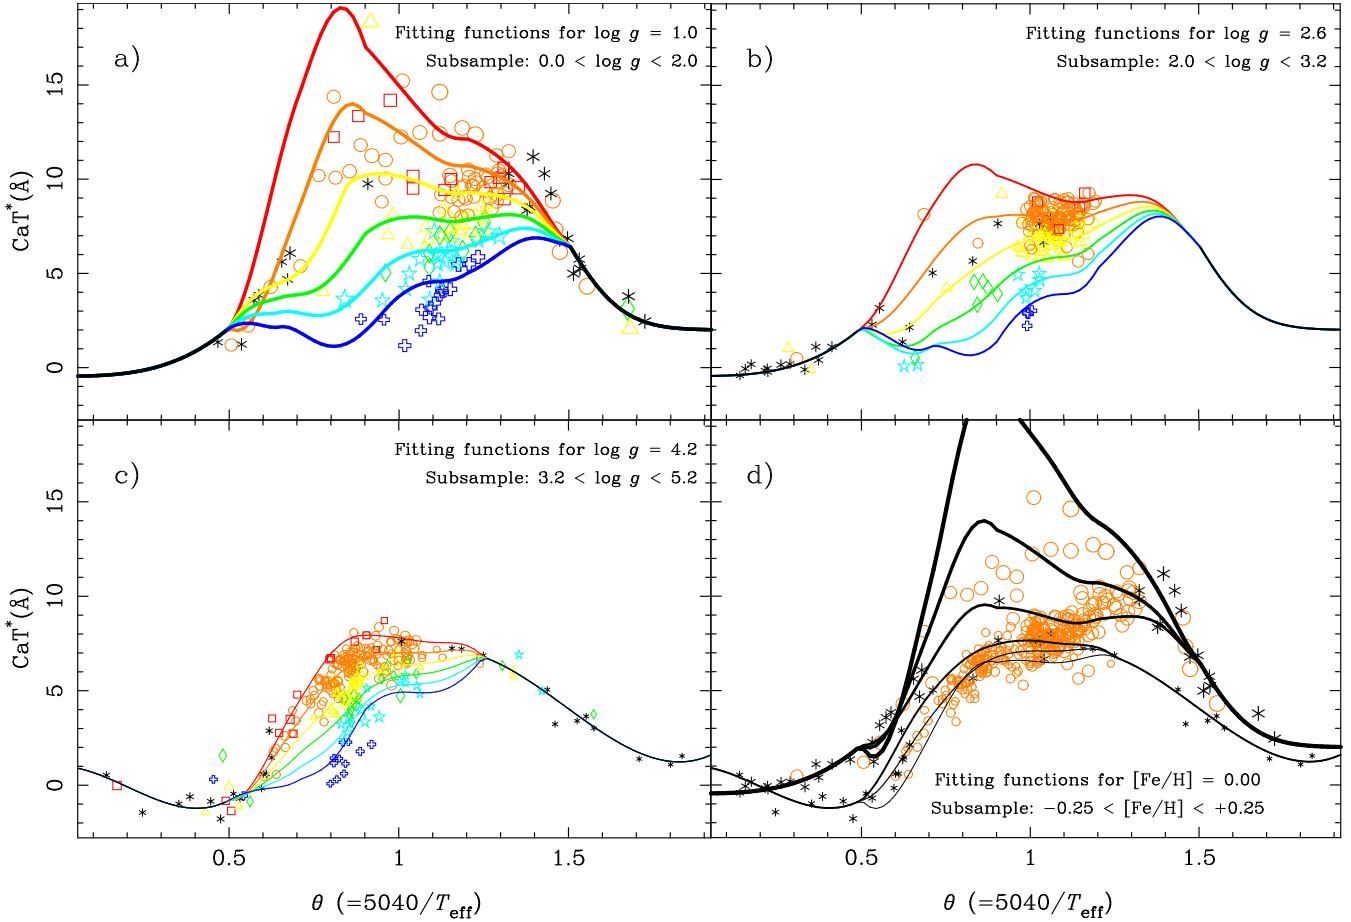 a)
Fitting functions for log g = 1.0
Subsample: 0.0 < log g < 2.0
b)
Fitting functions for log g = 2.6
Subsample: 2.0 < log g < 3.2
15
10
5
0
CaT*(Å)
c)
Fitting functions for log g = 4.2
Subsample: 3.2 < log g < 5.2
d)
15
10
5
0
CaT*(Å)
Fitting functions for [Fe/H] = 0.00
Subsample: −0.25 < [Fe/H] < +0.25
0.5 1 1.5 0.5 1 1.5
θ (=5040/Teff) θ (=5040/Teff)